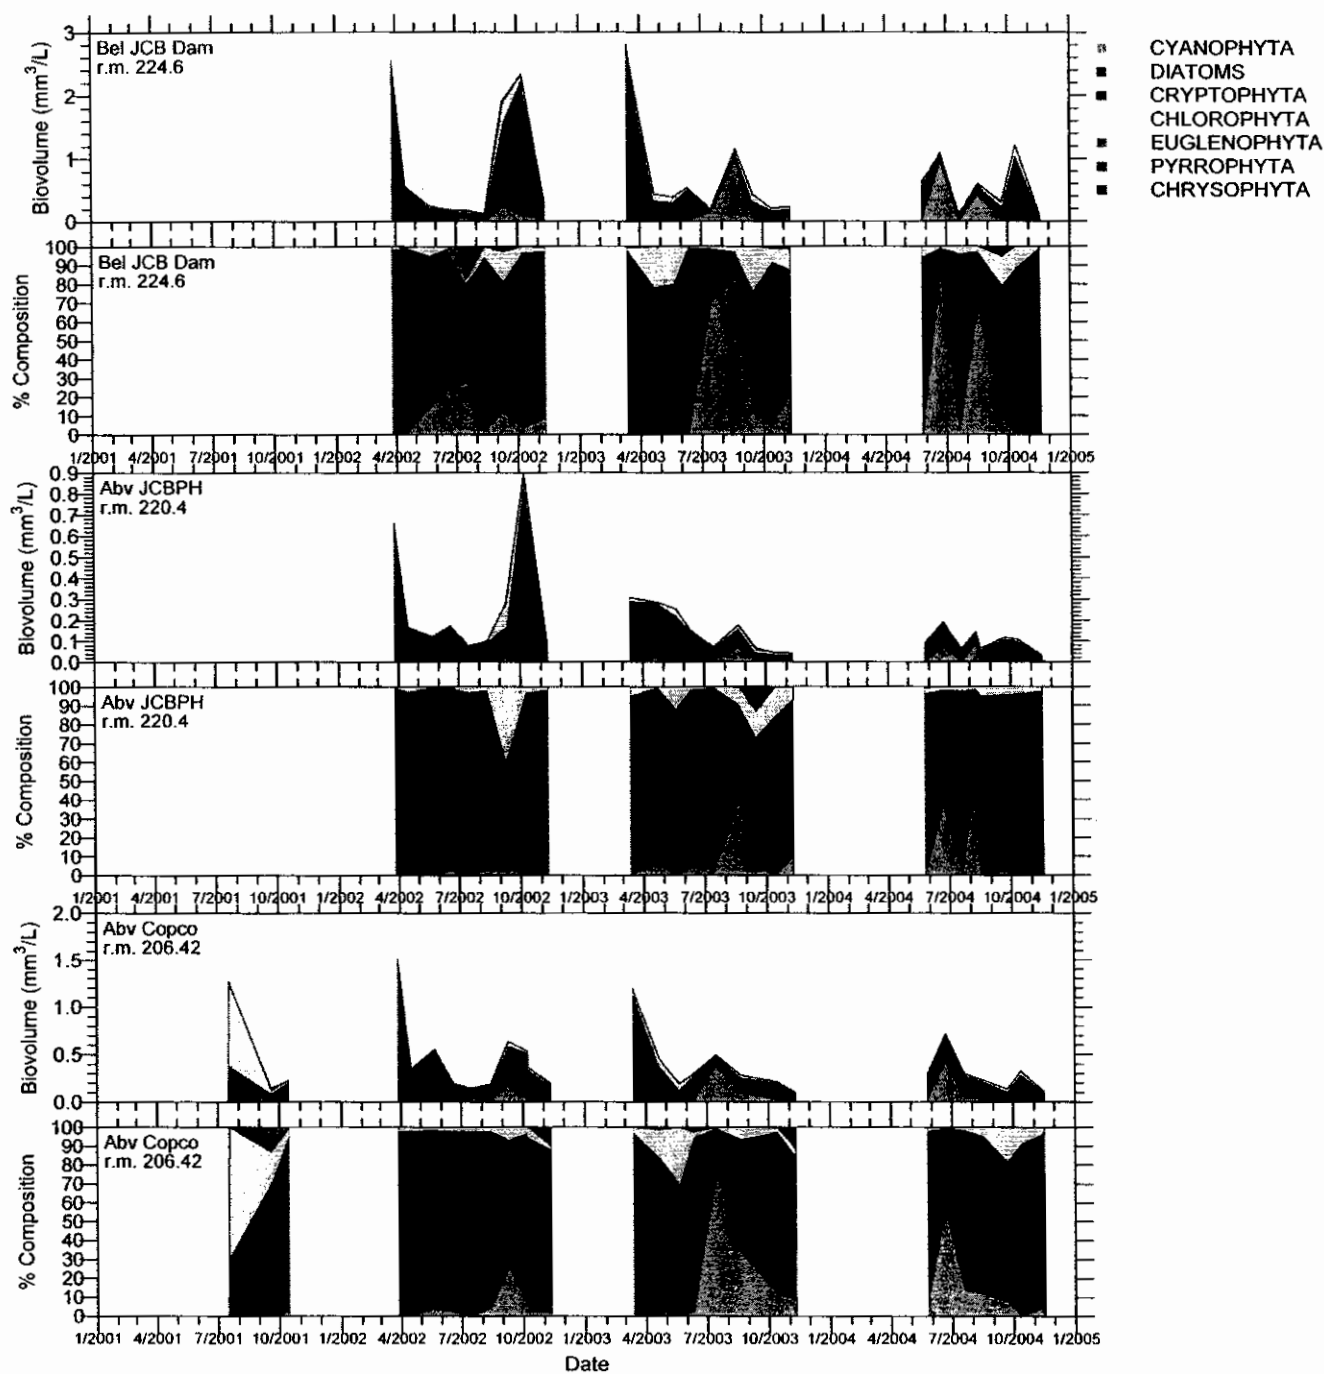 Bel JCB Dam
r.m. 224.6
Biovolume (mm³/L)
3
2
1
0
CYANOPHYTA
DIATOMS
CRYPTOPHYTA
CHLOROPHYTA
EUGLENOPHYTA
PYRROPHYTA
CHRYSOPHYTA
Bel JCB Dam
r.m. 224.6
% Composition
100
90
80
70
60
50
40
30
20
10
0
1/2001 4/2001 7/2001 10/2001 1/2002 4/2002 7/2002 10/2002 1/2003 4/2003 7/2003 10/2003 1/2004 4/2004 7/2004 10/2004 1/2005
Abv JCBPH
r.m. 220.4
Biovolume (mm³/L)
0.9
0.8
0.7
0.6
0.5
0.4
0.3
0.2
0.1
0.0
Abv JCBPH
r.m. 220.4
% Composition
100
90
80
70
60
50
40
30
20
10
0
1/2001 4/2001 7/2001 10/2001 1/2002 4/2002 7/2002 10/2002 1/2003 4/2003 7/2003 10/2003 1/2004 4/2004 7/2004 10/2004 1/2005
Abv Copco
r.m. 206.42
Biovolume (mm³/L)
2.0
1.5
1.0
0.5
0.0
Abv Copco
r.m. 206.42
% Composition
100
90
80
70
60
50
40
30
20
10
0
1/2001 4/2001 7/2001 10/2001 1/2002 4/2002 7/2002 10/2002 1/2003 4/2003 7/2003 10/2003 1/2004 4/2004 7/2004 10/2004 1/2005
Date